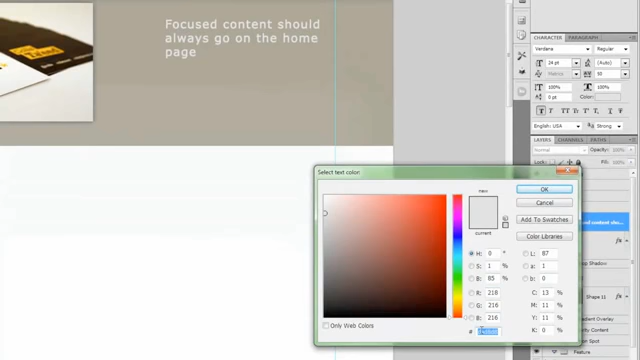 Focused content should
always go on the home
page
CHARACTER PARAGRAPH
Verdana Regular
24 pt (Auto)
Metrics 50
100% 100%
0 pt Color:
English: USA Strong
LAYERS CHANNELS PATHS
Normal Opacity: 100%
Lock: Fill: 100%
Select text color:
new
current
OK
Cancel
Add To Swatches
Color Libraries
H: 0 ° L: 87
S: 1 % a: 1
B: 85 % b: 0
R: 218 C: 13 %
G: 216 M: 11 %
B: 216 Y: 11 %
# K: 0 %
Only Web Colors
Drop Shadow
Shape 11
Gradient Overlay
Feature